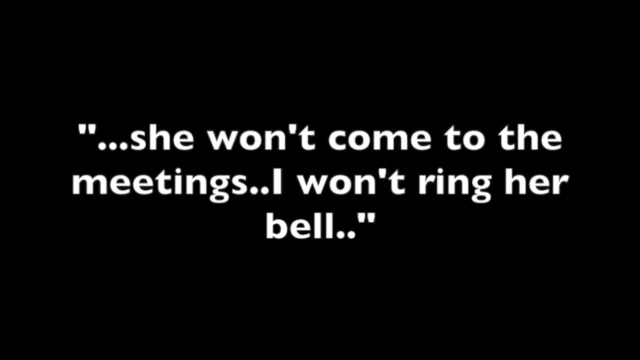 "...she won't come to the
meetings..I won't ring her
bell.."